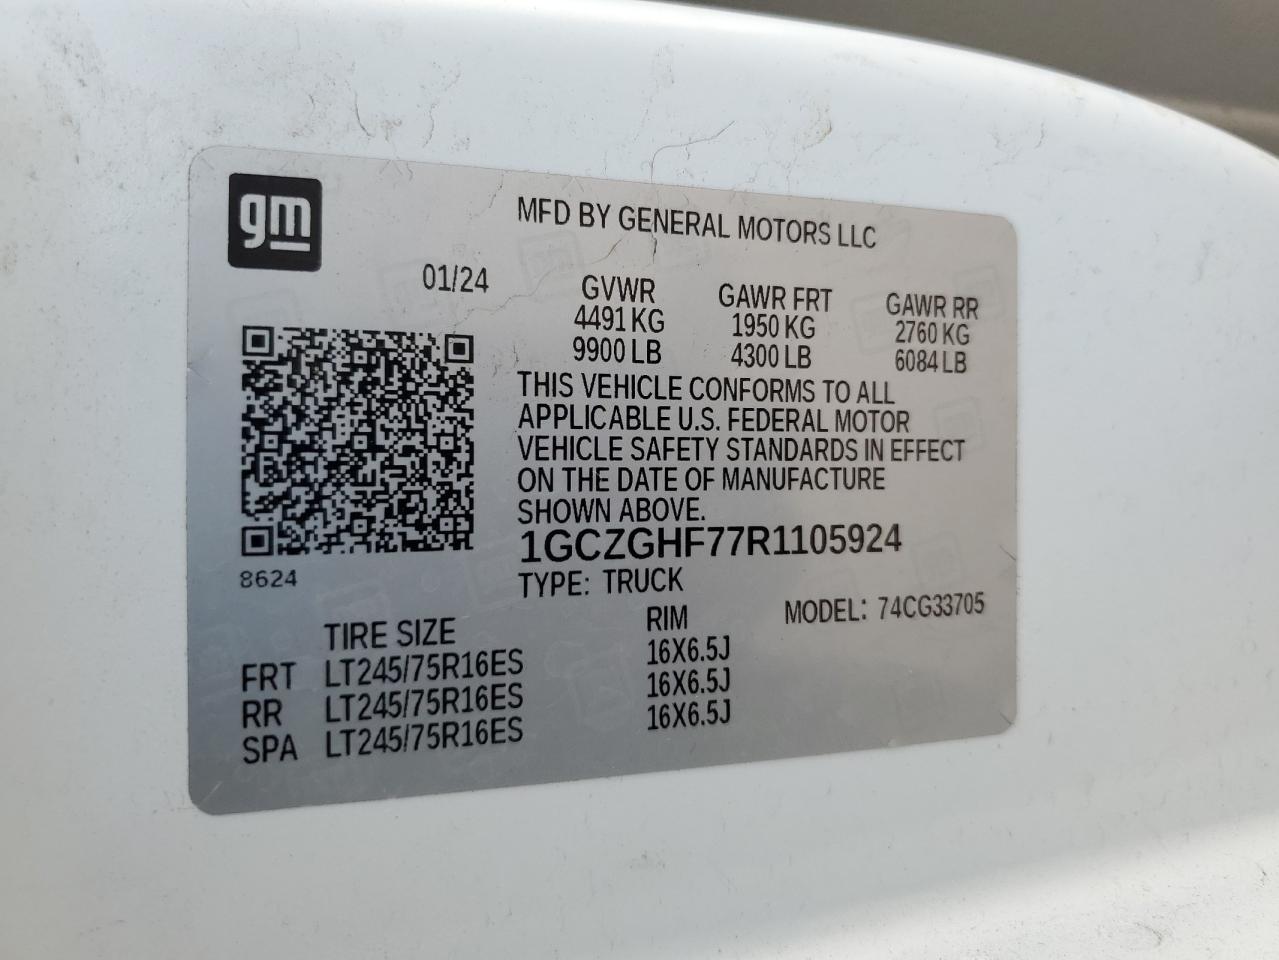 gm
MFD BY GENERAL MOTORS LLC
01/24
GVWR GAWR FRT GAWR RR
4491 KG 1950 KG 2760 KG
9900 LB 4300 LB 6084 LB
THIS VEHICLE CONFORMS TO ALL
APPLICABLE U.S. FEDERAL MOTOR
VEHICLE SAFETY STANDARDS IN EFFECT
ON THE DATE OF MANUFACTURE
SHOWN ABOVE.
1GCZGHF77R1105924
8624
TYPE: TRUCK
MODEL: 74CG33705
TIRE SIZE RIM
FRT LT245/75R16ES 16X6.5J
RR LT245/75R16ES 16X6.5J
SPA LT245/75R16ES 16X6.5J